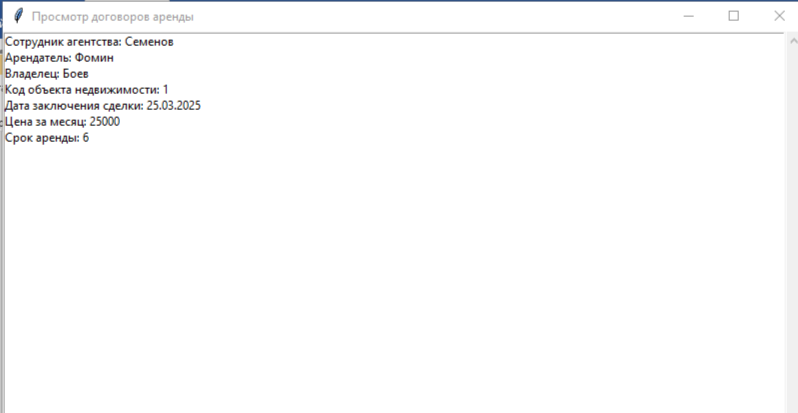 Просмотр договоров аренды
Сотрудник агентства: Семенов
Арендатель: Фомин
Владелец: Боев
Код объекта недвижимости: 1
Дата заключения сделки: 25.03.2025
Цена за месяц: 25000
Срок аренды: 6